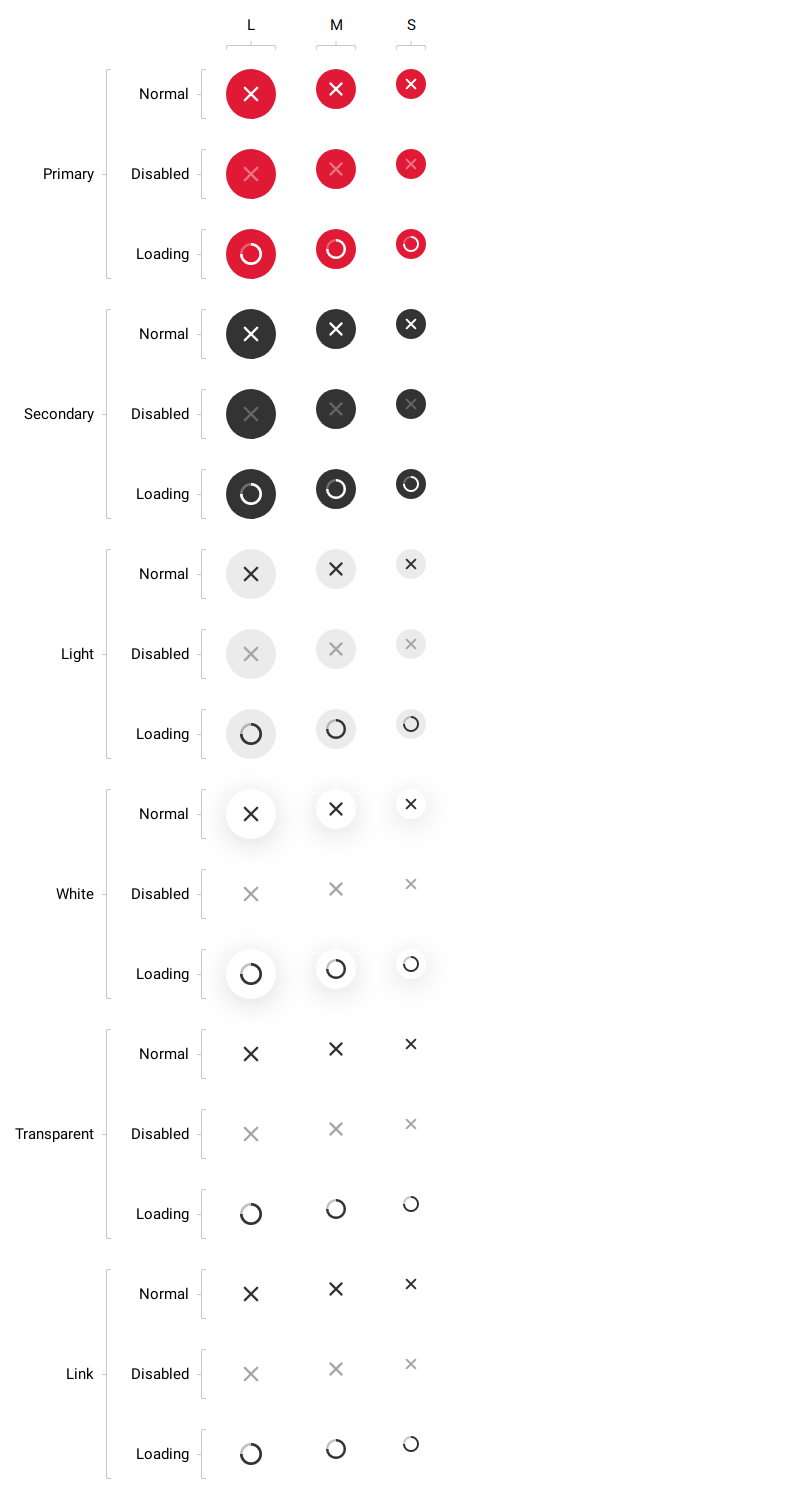 L M S
Normal
Primary Disabled
Loading
Normal
Secondary Disabled
Loading
Normal
Light Disabled
Loading
Normal
White Disabled
Loading
Normal
Transparent Disabled
Loading
Normal
Link Disabled
Loading